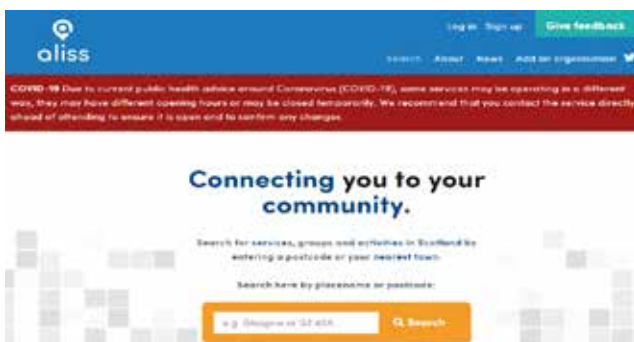 Log in Sign up Give feedback
aliss
Search About News Add an organisation
COVID-19 Due to current public health advice around Coronavirus (COVID-19), some services may be operating in a different
way, they may have different opening hours or may be closed temporarily. We recommend that you contact the service directly
ahead of attending to ensure it is open and to confirm any changes.
Connecting you to your
community.
Search for services, groups and activities in Scotland by
entering a postcode or your nearest town.
Search here by placename or postcode:
e.g. Glasgow or Search